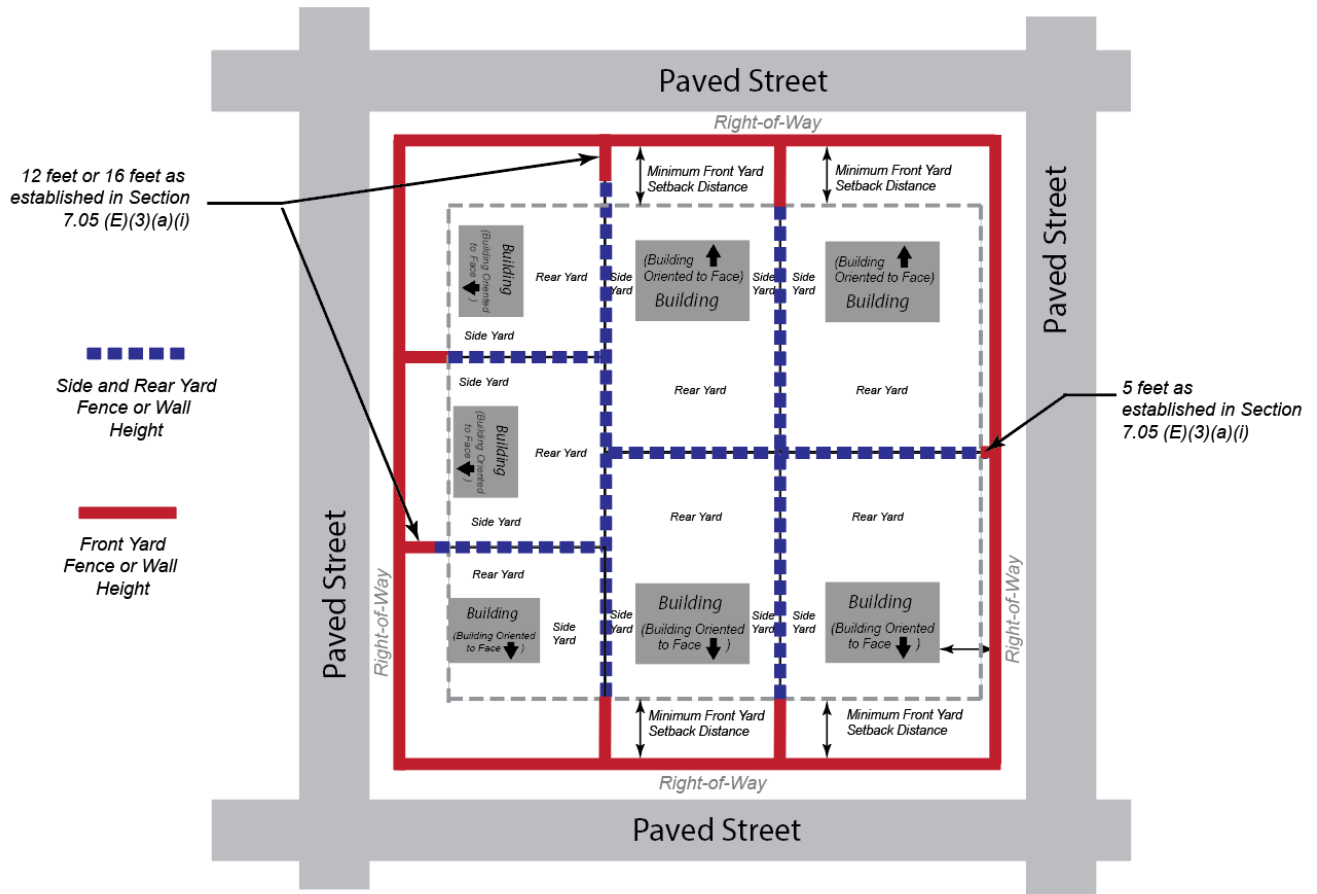 Paved Street
Right-of-Way
12 feet or 16 feet as
established in Section
7.05 (E)(3)(a)(i)
Minimum Front Yard
Setback Distance
Minimum Front Yard
Setback Distance
Paved Street
Building
(Building Oriented
to Face )
Rear Yard
Side
Yard
(Building
Oriented to Face)
Building
Side
Yard
Side
Yard
(Building
Oriented to Face)
Building
Side Yard
Side and Rear Yard
Fence or Wall
Height
Side Yard
Rear Yard
Rear Yard
5 feet as
established in Section
7.05 (E)(3)(a)(i)
Building
(Building Oriented
to Face )
Rear Yard
Side Yard
Rear Yard
Rear Yard
Front Yard
Fence or Wall
Height
Paved Street
Right-of-Way
Rear Yard
Building
(Building Oriented
to Face )
Side
Yard
Side
Yard
Building
(Building Oriented
to Face )
Side
Yard
Side
Yard
Building
(Building Oriented
to Face )
Right-of-Way
Minimum Front Yard
Setback Distance
Minimum Front Yard
Setback Distance
Right-of-Way
Paved Street